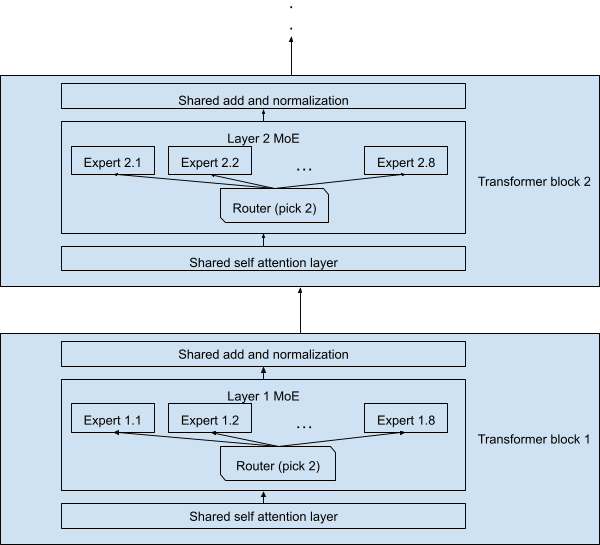 .
.
Shared add and normalization
Layer 2 MoE
Expert 2.1
Expert 2.2
...
Expert 2.8
Router (pick 2)
Transformer block 2
Shared self attention layer
Shared add and normalization
Layer 1 MoE
Expert 1.1
Expert 1.2
...
Expert 1.8
Router (pick 2)
Transformer block 1
Shared self attention layer